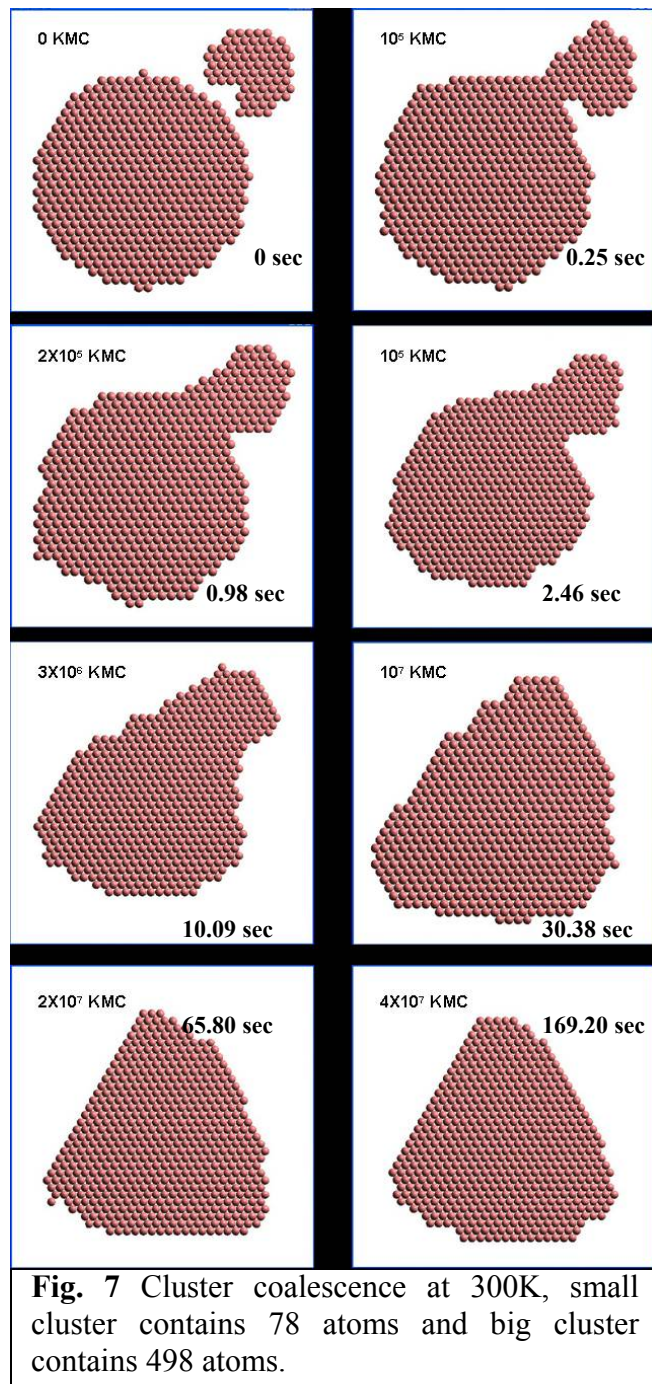 0 KMC
0 sec
10⁵ KMC
0.25 sec
2X10⁵ KMC
0.98 sec
10⁵ KMC
2.46 sec
3X10⁶ KMC
10.09 sec
10⁷ KMC
30.38 sec
2X10⁷ KMC
65.80 sec
4X10⁷ KMC
169.20 sec
Fig. 7 Cluster coalescence at 300K, small
cluster contains 78 atoms and big cluster
contains 498 atoms.